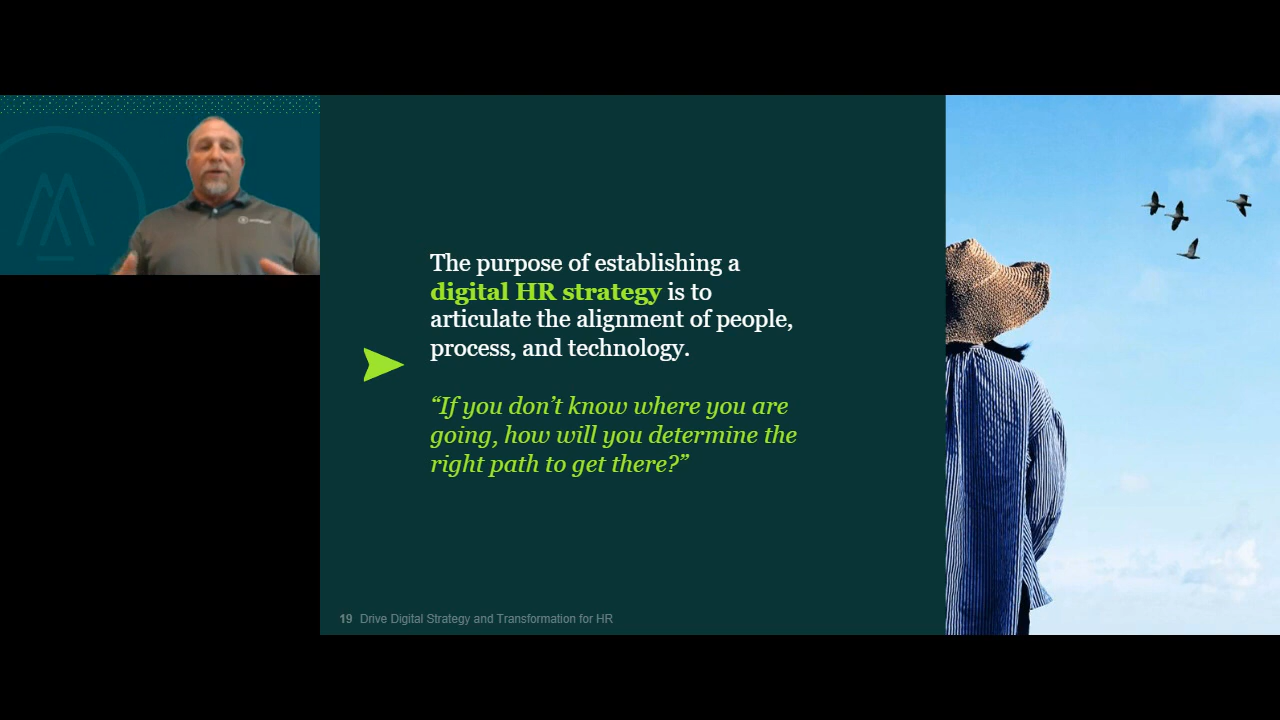 The purpose of establishing a
digital HR strategy is to
articulate the alignment of people,
process, and technology.
“If you don’t know where you are
going, how will you determine the
right path to get there?”
19 Drive Digital Strategy and Transformation for HR